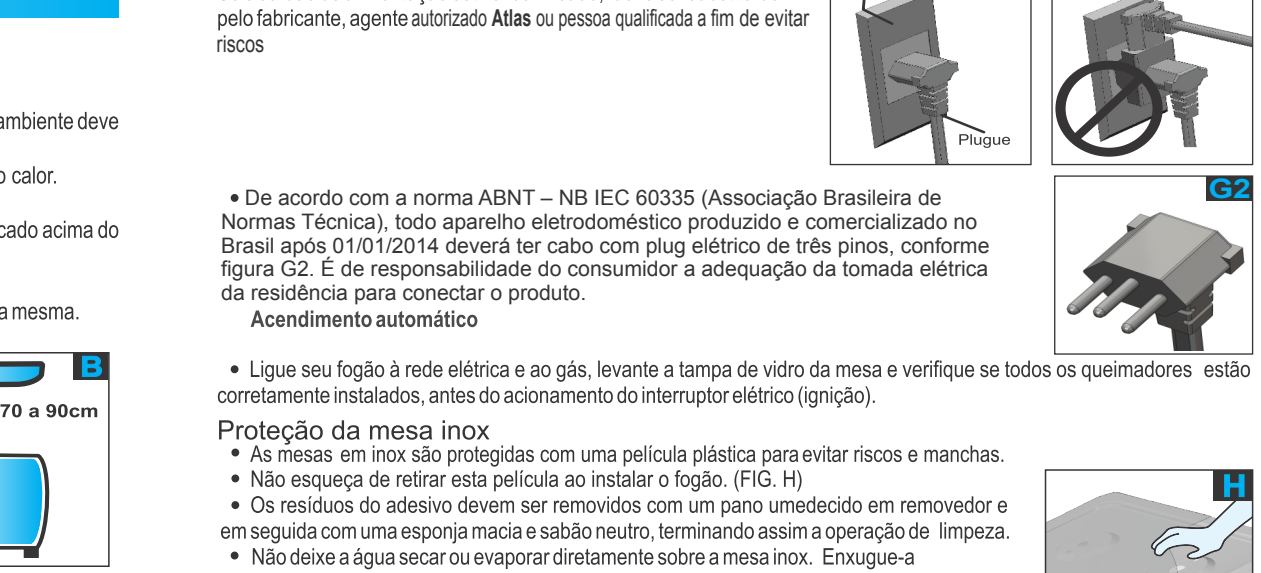 ambiente deve
calor.
acima do
a mesma.
B
70 a 90cm
pelo fabricante, agente autorizado Atlas ou pessoa qualificada a fim de evitar
riscos
Plugue
• De acordo com a norma ABNT – NB IEC 60335 (Associação Brasileira de
Normas Técnica), todo aparelho eletrodoméstico produzido e comercializado no
Brasil após 01/01/2014 deverá ter cabo com plug elétrico de três pinos, conforme
figura G2. É de responsabilidade do consumidor a adequação da tomada elétrica
da residência para conectar o produto.
G2
Acendimento automático
• Ligue seu fogão à rede elétrica e ao gás, levante a tampa de vidro da mesa e verifique se todos os queimadores estão
corretamente instalados, antes do acionamento do interruptor elétrico (ignição).
Proteção da mesa inox
• As mesas em inox são protegidas com uma película plástica para evitar riscos e manchas.
• Não esqueça de retirar esta película ao instalar o fogão. (FIG. H)
• Os resíduos do adesivo devem ser removidos com um pano umedecido em removedor e
em seguida com uma esponja macia e sabão neutro, terminando assim a operação de limpeza.
• Não deixe a água secar ou evaporar diretamente sobre a mesa inox. Enxugue-a
H